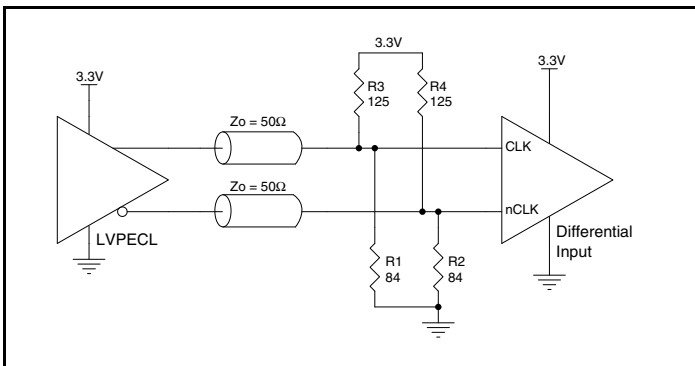 3.3V
R3
125
R4
125
3.3V
3.3V
Zo = 50Ω
CLK
Zo = 50Ω
nCLK
LVPECL
Differential
Input
R1
84
R2
84